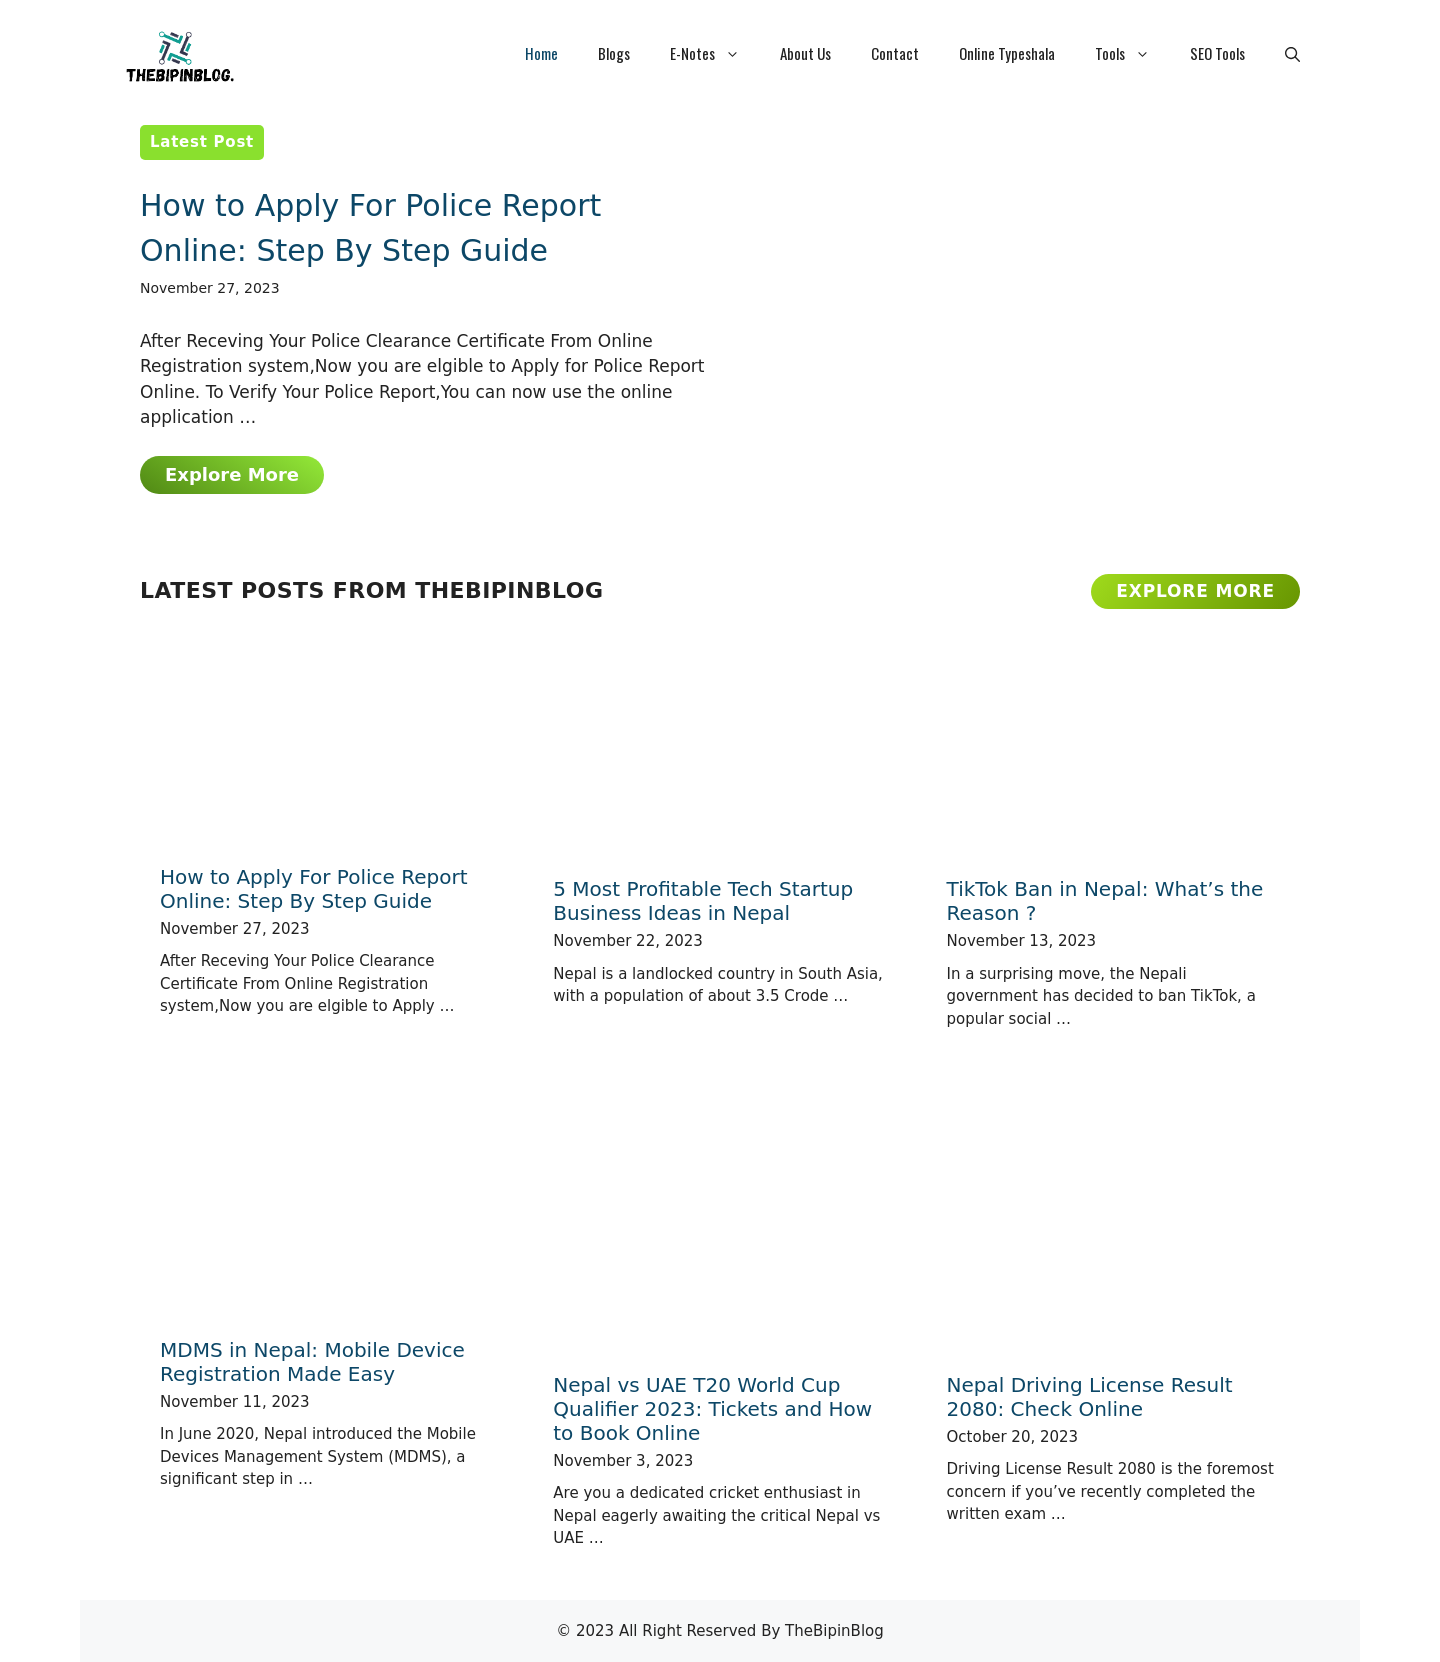 THEBIPINBLOG.
Home Blogs E-Notes About Us Contact Online Typeshala Tools SEO Tools
Latest Post
How to Apply For Police Report
Online: Step By Step Guide
November 27, 2023
After Receving Your Police Clearance Certificate From Online
Registration system,Now you are elgible to Apply for Police Report
Online. To Verify Your Police Report,You can now use the online
application …
Explore More
LATEST POSTS FROM THEBIPINBLOG
EXPLORE MORE
How to Apply For Police Report
Online: Step By Step Guide
November 27, 2023
After Receving Your Police Clearance
Certificate From Online Registration
system,Now you are elgible to Apply …
5 Most Profitable Tech Startup
Business Ideas in Nepal
November 22, 2023
Nepal is a landlocked country in South Asia,
with a population of about 3.5 Crode …
TikTok Ban in Nepal: What’s the
Reason ?
November 13, 2023
In a surprising move, the Nepali
government has decided to ban TikTok, a
popular social …
MDMS in Nepal: Mobile Device
Registration Made Easy
November 11, 2023
In June 2020, Nepal introduced the Mobile
Devices Management System (MDMS), a
significant step in …
Nepal vs UAE T20 World Cup
Qualifier 2023: Tickets and How
to Book Online
November 3, 2023
Are you a dedicated cricket enthusiast in
Nepal eagerly awaiting the critical Nepal vs
UAE …
Nepal Driving License Result
2080: Check Online
October 20, 2023
Driving License Result 2080 is the foremost
concern if you’ve recently completed the
written exam …
© 2023 All Right Reserved By TheBipinBlog